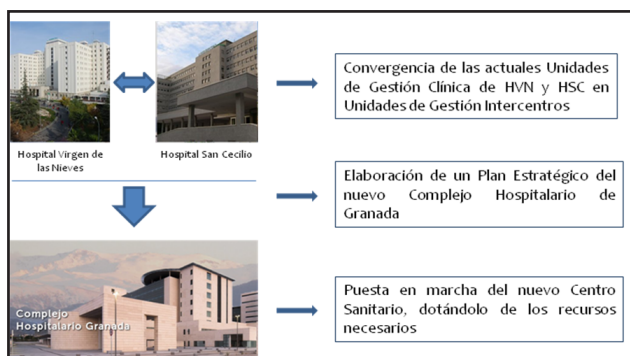 Hospital Virgen de
las Nieves
Hospital San Cecilio
Convergencia de las actuales Unidades
de Gestión Clínica de HVN y HSC en
Unidades de Gestión Intercentros
Elaboración de un Plan Estratégico del
nuevo Complejo Hospitalario de
Granada
Complejo
Hospitalario Granada
Puesta en marcha del nuevo Centro
Sanitario, dotándolo de los recursos
necesarios